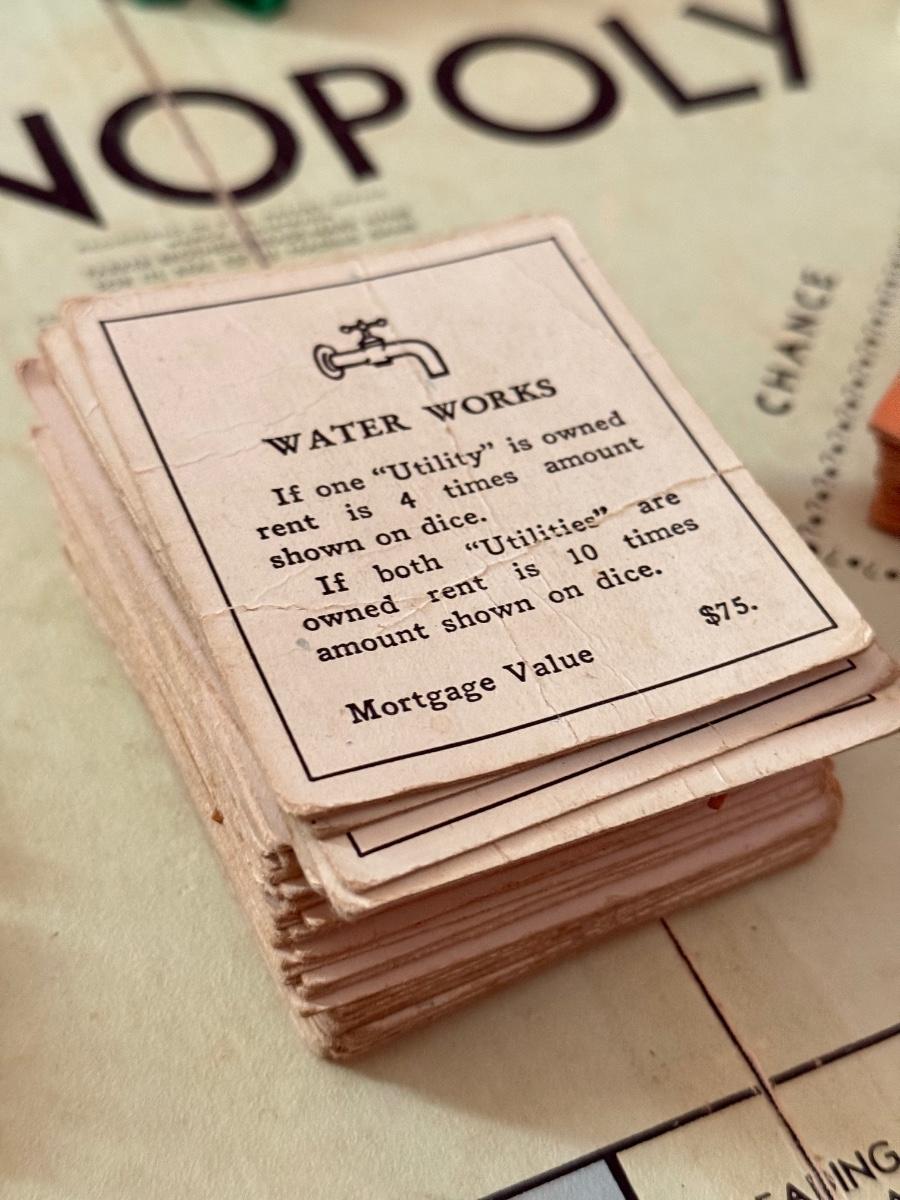 NOPOLY
CHANCE
WATER WORKS
If one “Utility” is owned
rent is 4 times amount
shown on dice.
If both “Utilities” are
owned rent is 10 times
amount shown on dice.
Mortgage Value $75.